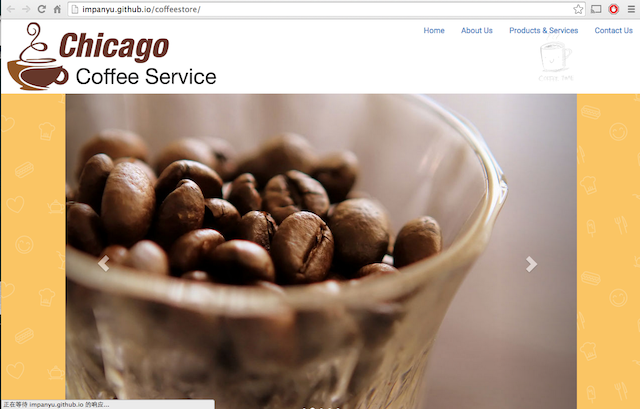 impanyu.github.io/coffeestore/
Home About Us Products & Services Contact Us
Chicago
Coffee Service
正在等待 impanyu.github.io 的响应...